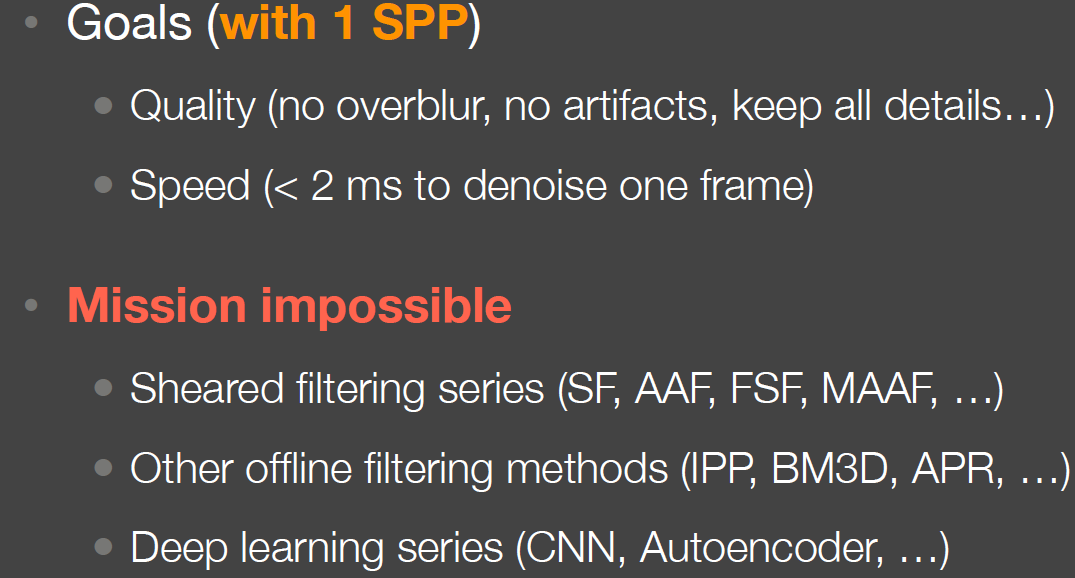 • Goals (with 1 SPP)
• Quality (no overblur, no artifacts, keep all details…)
• Speed (< 2 ms to denoise one frame)
• Mission impossible
• Sheared filtering series (SF, AAF, FSF, MAAF, …)
• Other offline filtering methods (IPP, BM3D, APR, …)
• Deep learning series (CNN, Autoencoder, …)